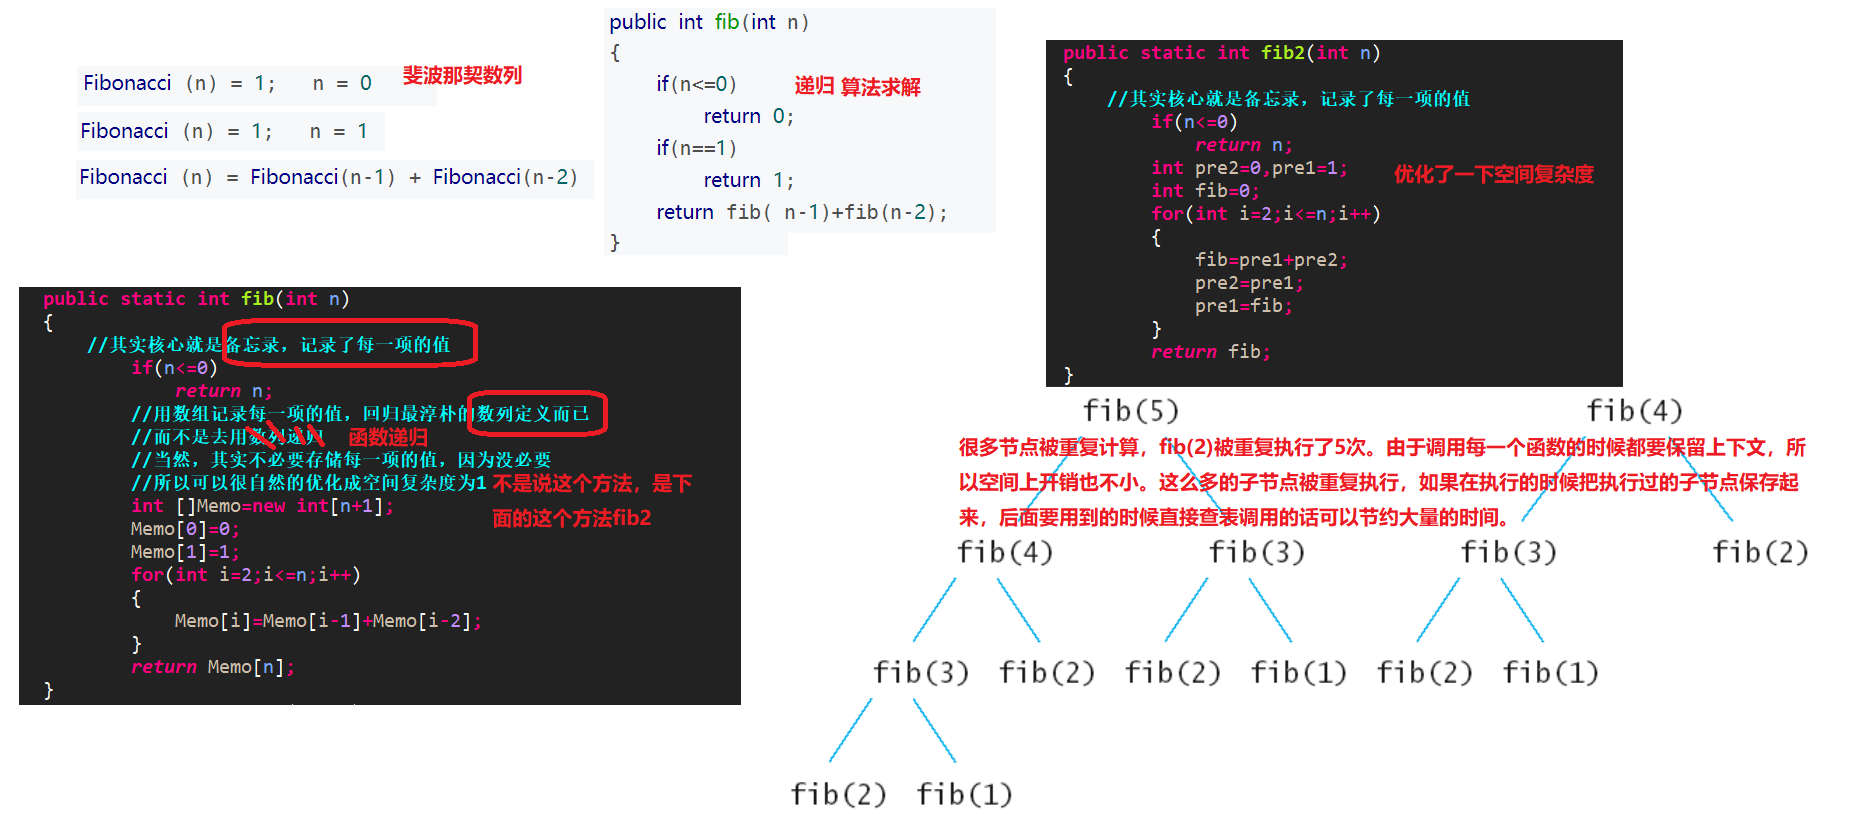 Fibonacci (n) = 1;   n = 0
斐波那契数列
Fibonacci (n) = 1;   n = 1
Fibonacci (n) = Fibonacci(n-1) + Fibonacci(n-2)
public int fib(int n)
{
if(n<=0)
递归 算法求解
return 0;
if(n==1)
return 1;
return fib( n-1)+fib(n-2);
}
public static int fib2(int n)
{
//其实核心就是备忘录，记录了每一项的值
if(n<=0)
return n;
int pre2=0,pre1=1;
优化了一下空间复杂度
int fib=0;
for(int i=2;i<=n;i++)
{
fib=pre1+pre2;
pre2=pre1;
pre1=fib;
}
return fib;
}
public static int fib(int n)
{
//其实核心就是备忘录，记录了每一项的值
if(n<=0)
return n;
//用数组记录每一项的值，回归最淳朴的数列定义而已
//而不是去用数列递归
函数递归
//当然，其实不必要存储每一项的值，因为没必要
//所以可以很自然的优化成空间复杂度为1
不是说这个方法，是下
面的这个方法fib2
int []Memo=new int[n+1];
Memo[0]=0;
Memo[1]=1;
for(int i=2;i<=n;i++)
{
Memo[i]=Memo[i-1]+Memo[i-2];
}
return Memo[n];
}
fib(5) fib(4)
很多节点被重复计算，fib(2)被重复执行了5次。由于调用每一个函数的时候都要保留上下文，所
以空间上开销也不小。这么多的子节点被重复执行，如果在执行的时候把执行过的子节点保存起
来，后面要用到的时候直接查表调用的话可以节约大量的时间。
fib(4) fib(3) fib(3) fib(2)
fib(3) fib(2) fib(2) fib(1) fib(2) fib(1)
fib(2) fib(1)